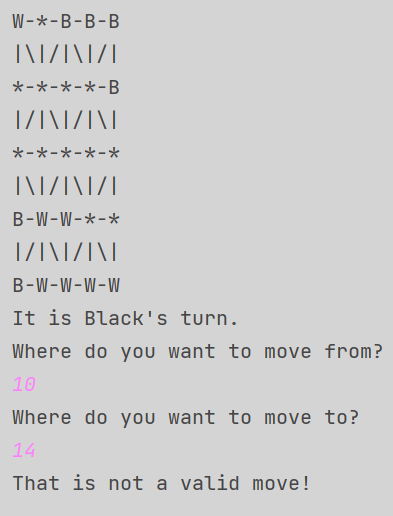 W-*-B-B-B
|\|/|\|/|
*-*-*-*-B
|/|\|/|\|
*-*-*-*-*
|\|/|\|/|
B-W-W-*-*
|/|\|/|\|
B-W-W-W-W
It is Black's turn.
Where do you want to move from?
10
Where do you want to move to?
14
That is not a valid move!